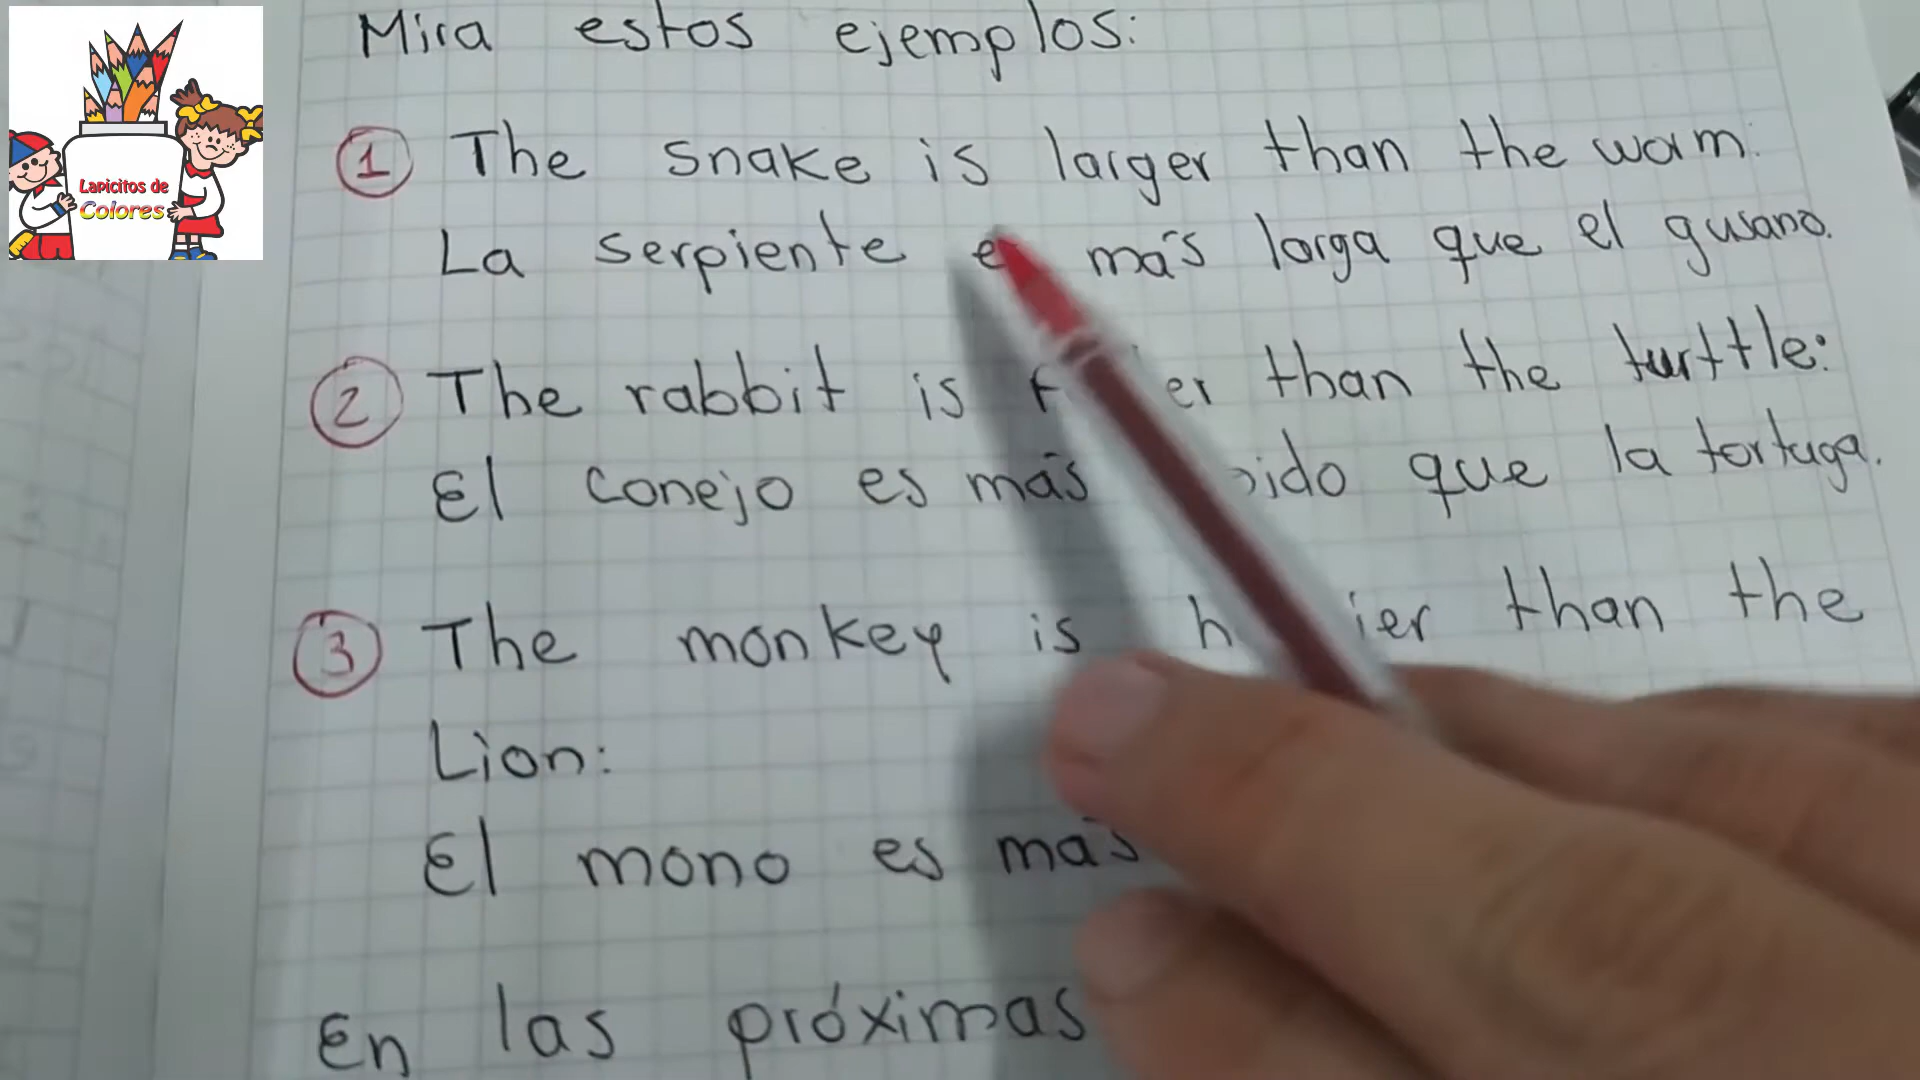 Mira estos ejemplos:
Lapicitos de
Colores
1 The snake is larger than the worm:
La serpiente más larga que el gusano.
2 The rabbit is than the turttle:
El conejo es más que la tortuga.
3 The monkey is than the
Lion:
El mono es más
En las próximas